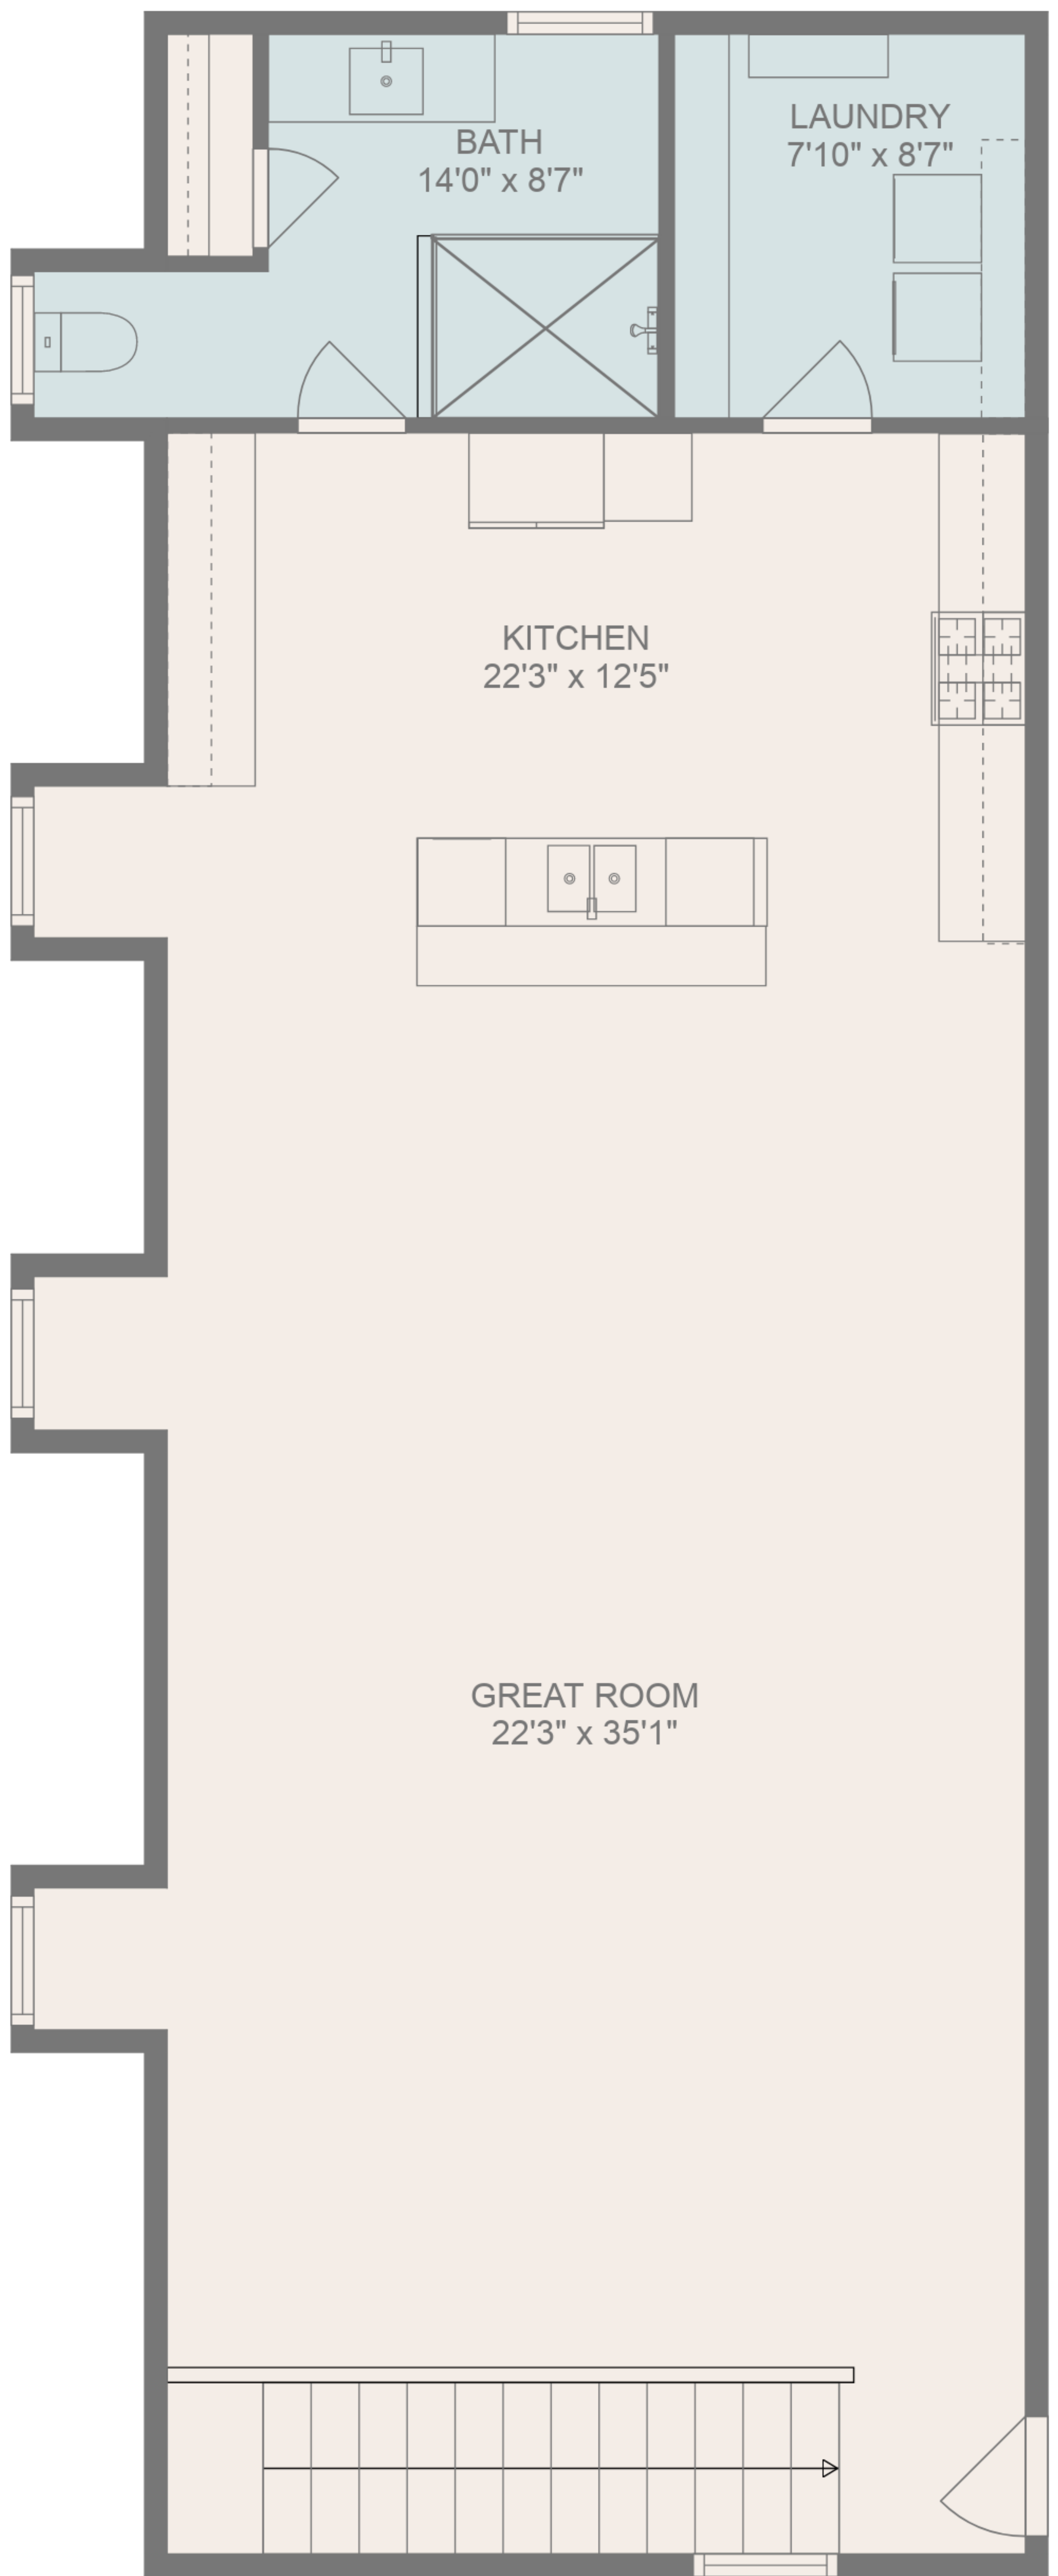 BATH
14'0" x 8'7"
LAUNDRY
7'10" x 8'7"
KITCHEN
22'3" x 12'5"
GREAT ROOM
22'3" x 35'1"